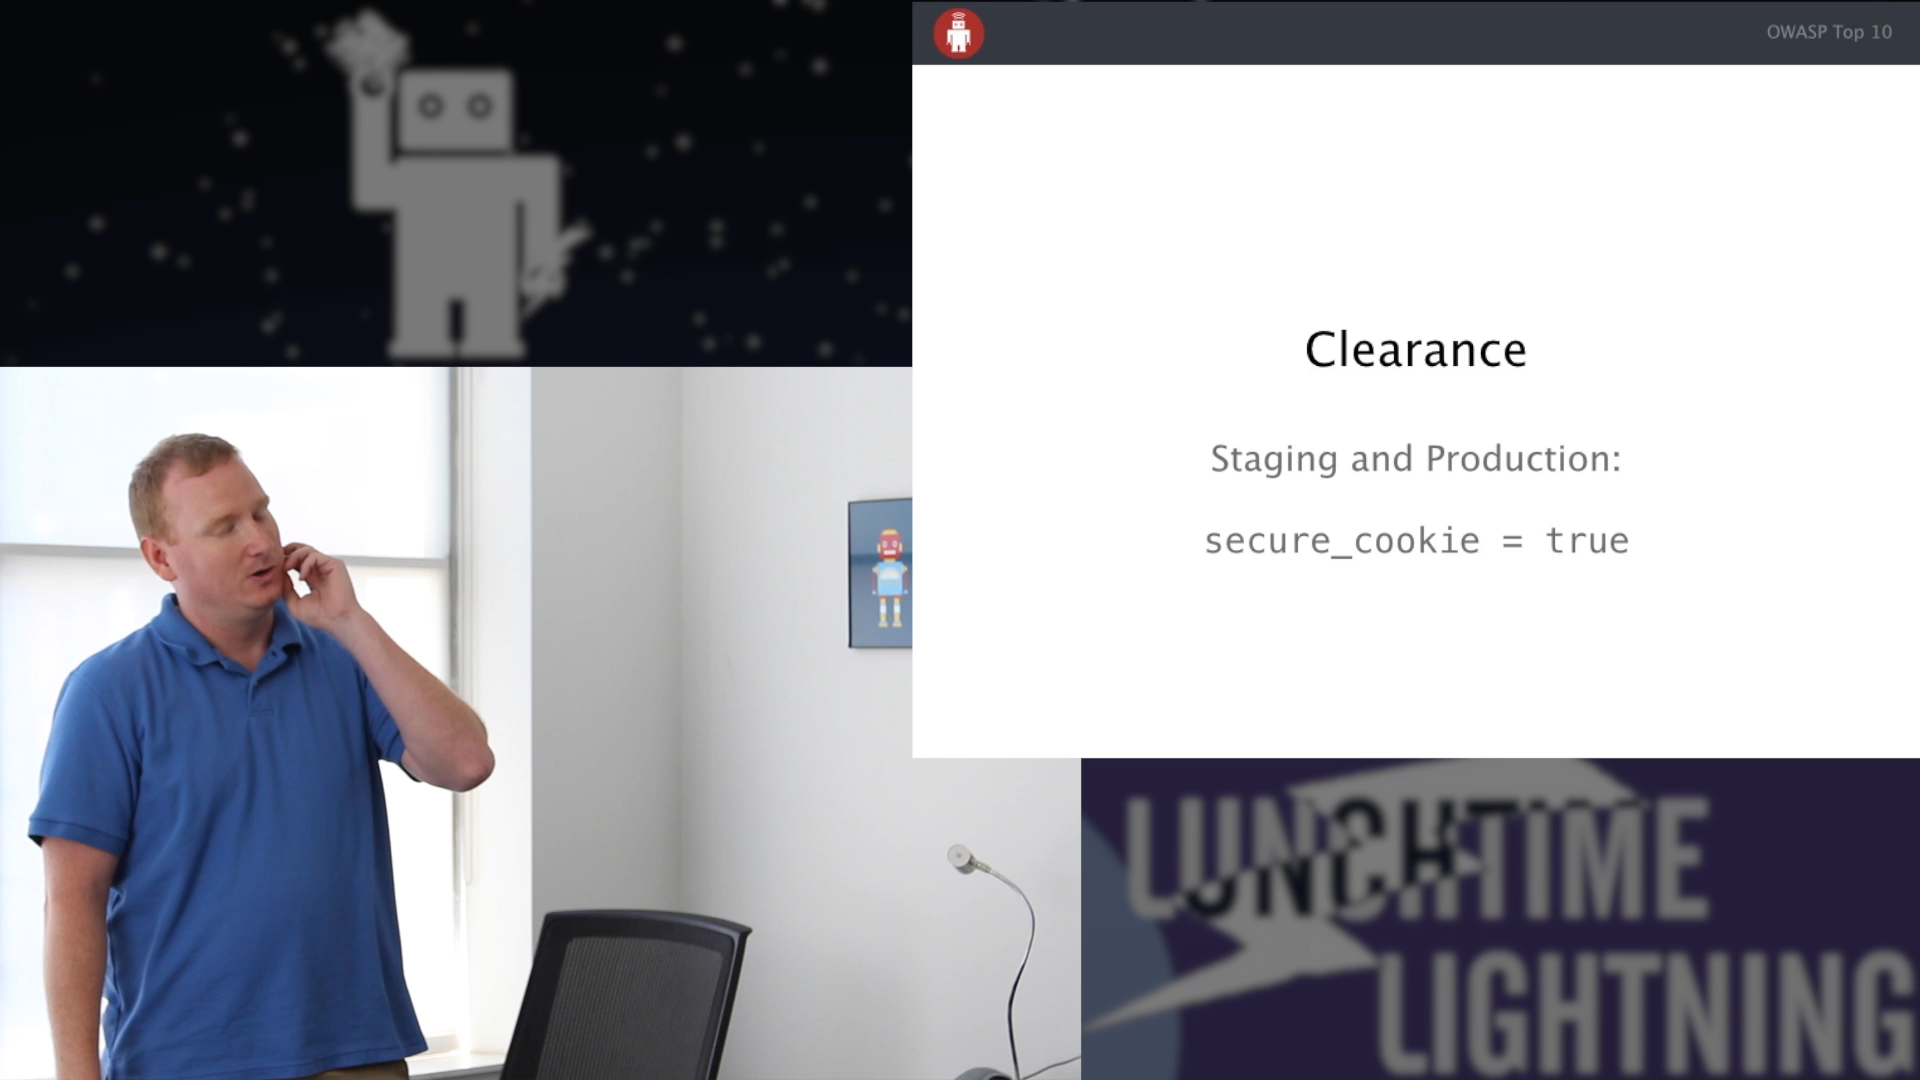 OWASP Top 10
Clearance
Staging and Production:
secure_cookie = true
LUNCHTIME
LIGHTNING